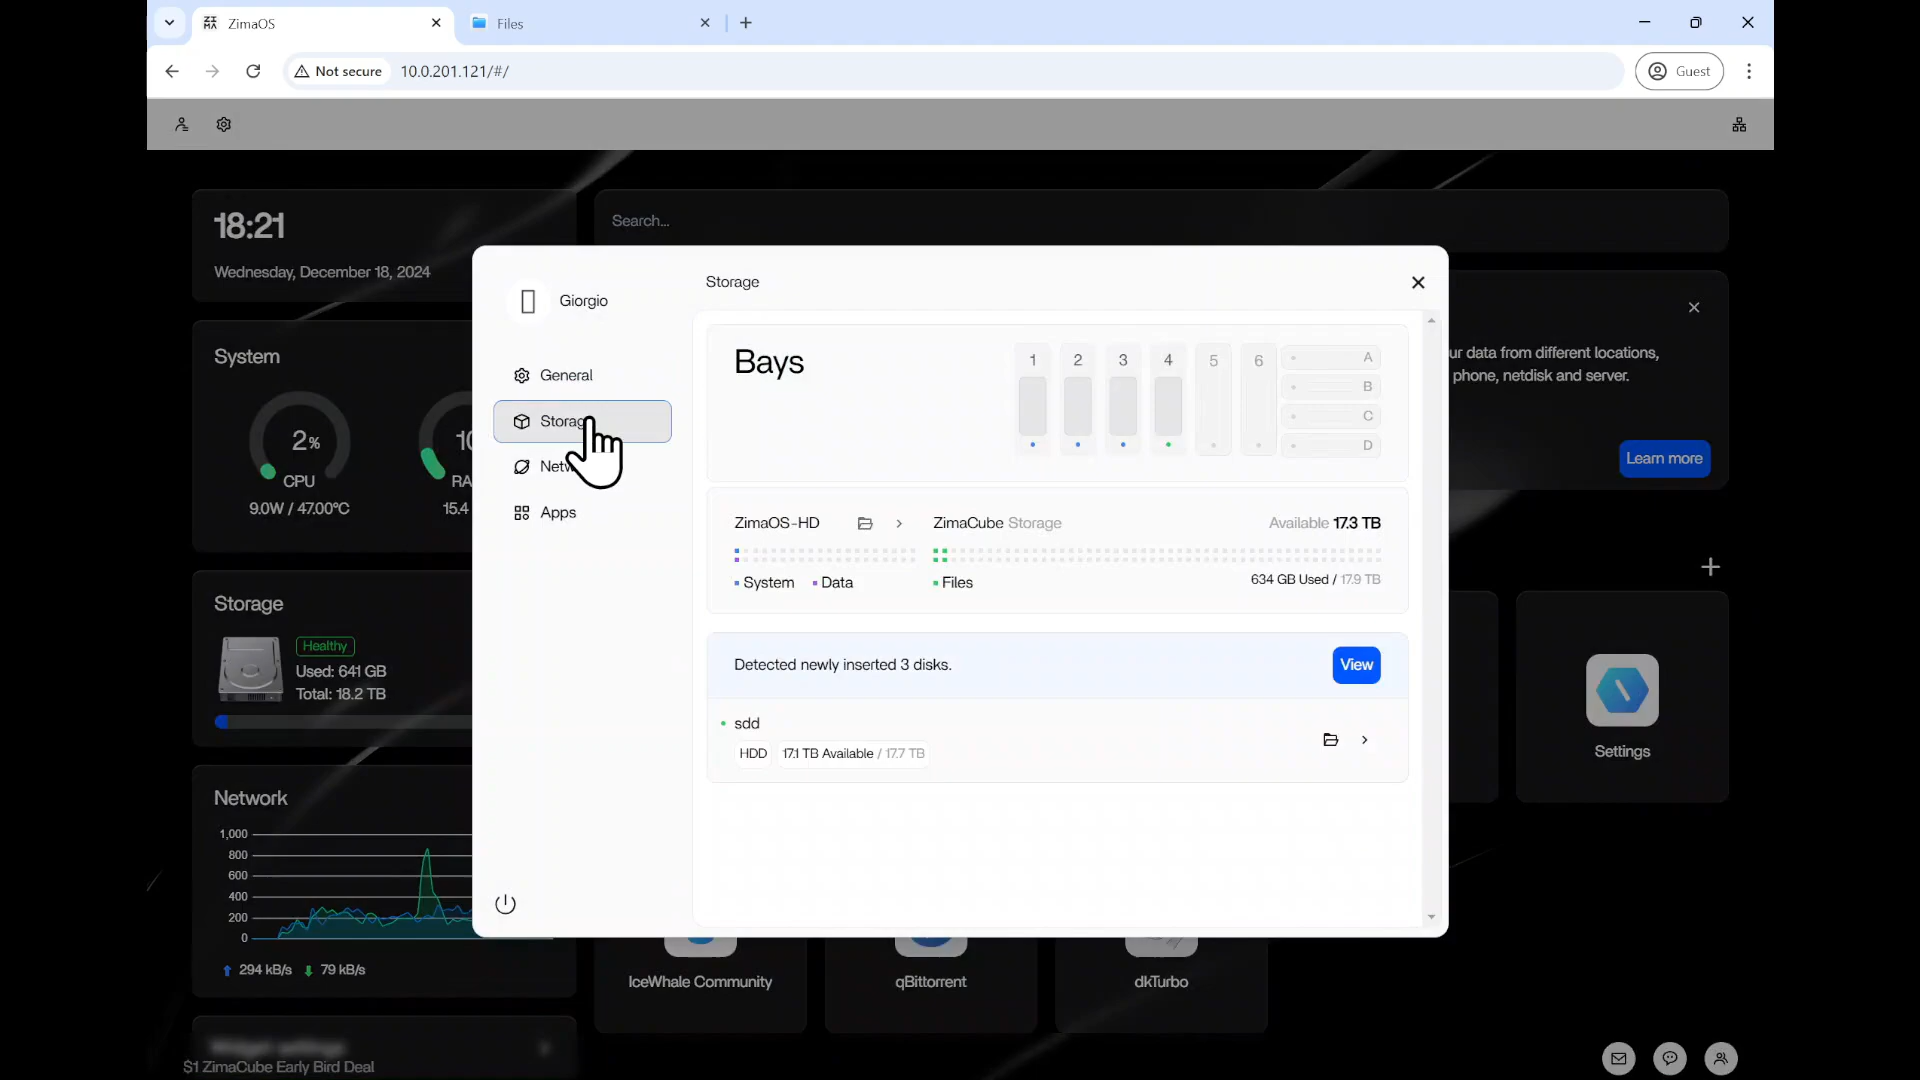 ZimaOS
Files
Not secure
10.0.201.121/#/
Guest
18:21
Wednesday, December 18, 2024
Search...
System
2%
CPU
9.0W / 47.00°C
10
RA
15.4
Storage
Healthy
Used: 641 GB
Total: 18.2 TB
Network
1,000
800
600
400
200
0
294 kB/s
79 kB/s
$1 ZimaCube Early Bird Deal
Giorgio
General
Storag
Netw
Apps
Storage
Bays
1 2 3 4 5 6
A
B
C
D
ZimaOS-HD
System
Data
ZimaCube Storage
Available 17.3 TB
Files
634 GB Used / 17.9 TB
Detected newly inserted 3 disks.
View
sdd
HDD
17.1 TB Available / 17.7 TB
ur data from different locations,
phone, netdisk and server.
Learn more
Settings
IceWhale Community
qBittorrent
dkTurbo